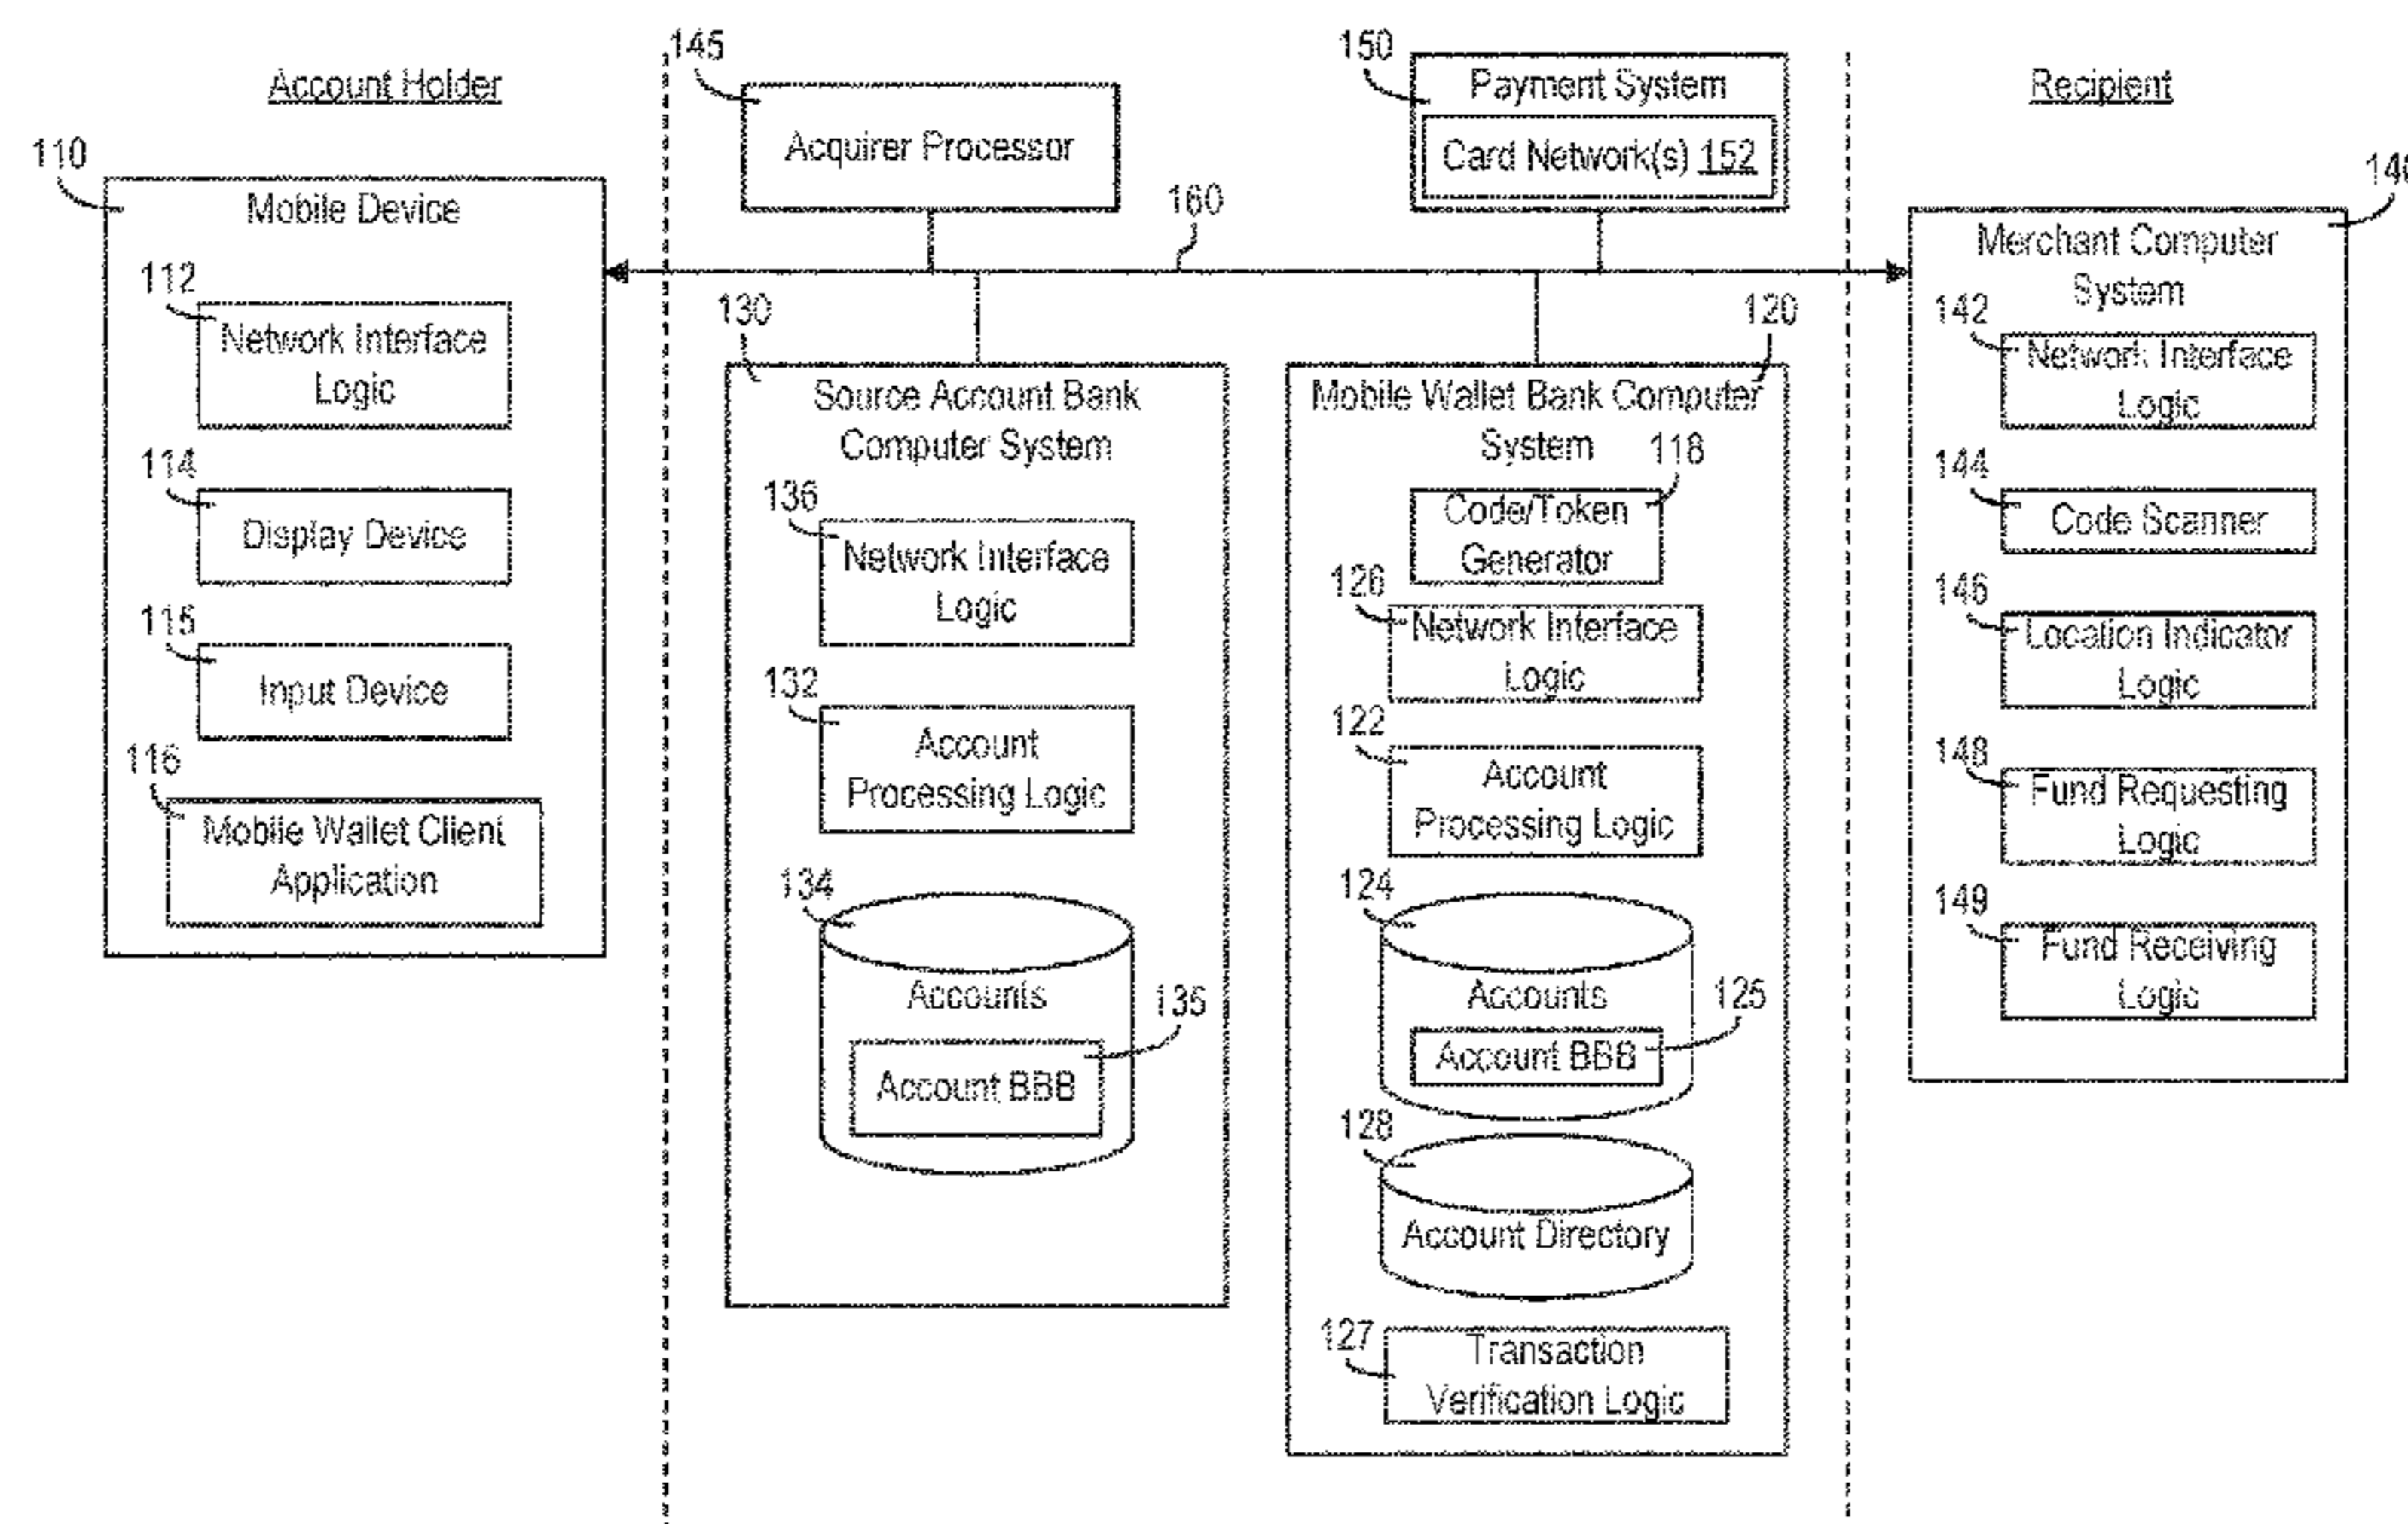 Account Holder
110
Mobile Device
112
Network Interface
Logic
114
Display Device
115
Input Device
116
Mobile Wallet Client
Application
145
Acquirer Processor
150
Payment System
Card Network(s) 152
160
130
Source Account Bank
Computer System
136
Network Interface
Logic
132
Account
Processing Logic
134
Accounts
135
Account BBB
120
Mobile Wallet Bank Computer
System
118
Code/Token
Generator
126
Network Interface
Logic
122
Account
Processing Logic
124
Accounts
125
Account BBB
128
Account Directory
127
Transaction
Verification Logic
Recipient
Merchant Computer
System
142
Network Interface
Logic
144
Code Scanner
146
Location Indicator
Logic
148
Fund Requesting
Logic
149
Fund Receiving
Logic